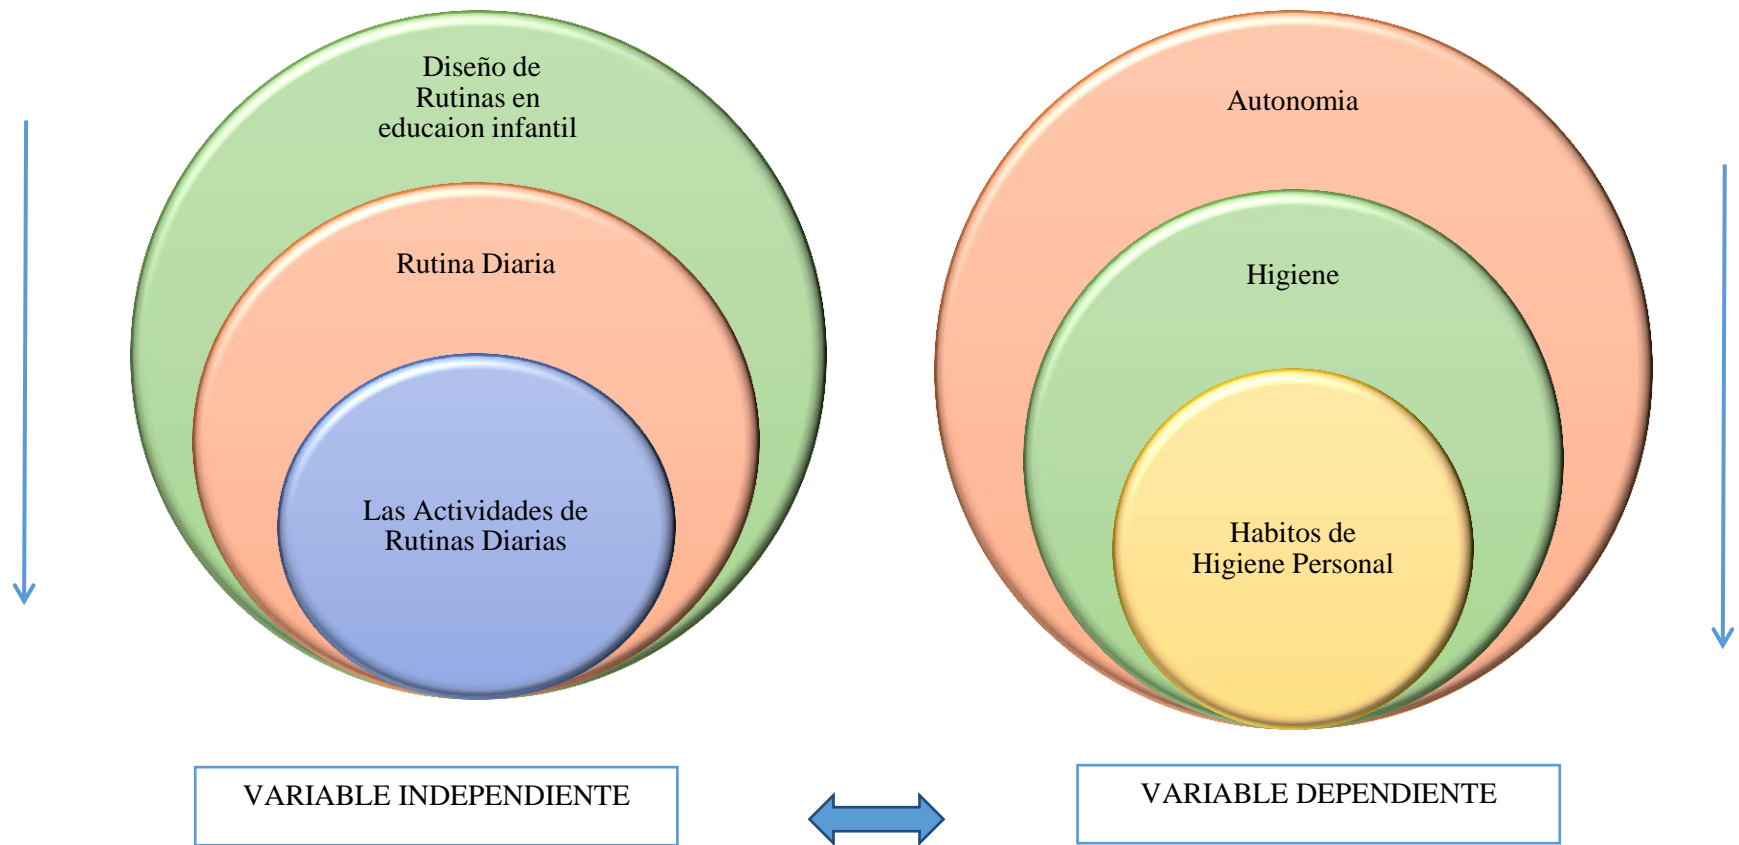 Diseño de
Rutinas en
educaion infantil
Rutina Diaria
Las Actividades de
Rutinas Diarias
VARIABLE INDEPENDIENTE
Autonomia
Higiene
Habitos de
Higiene Personal
VARIABLE DEPENDIENTE